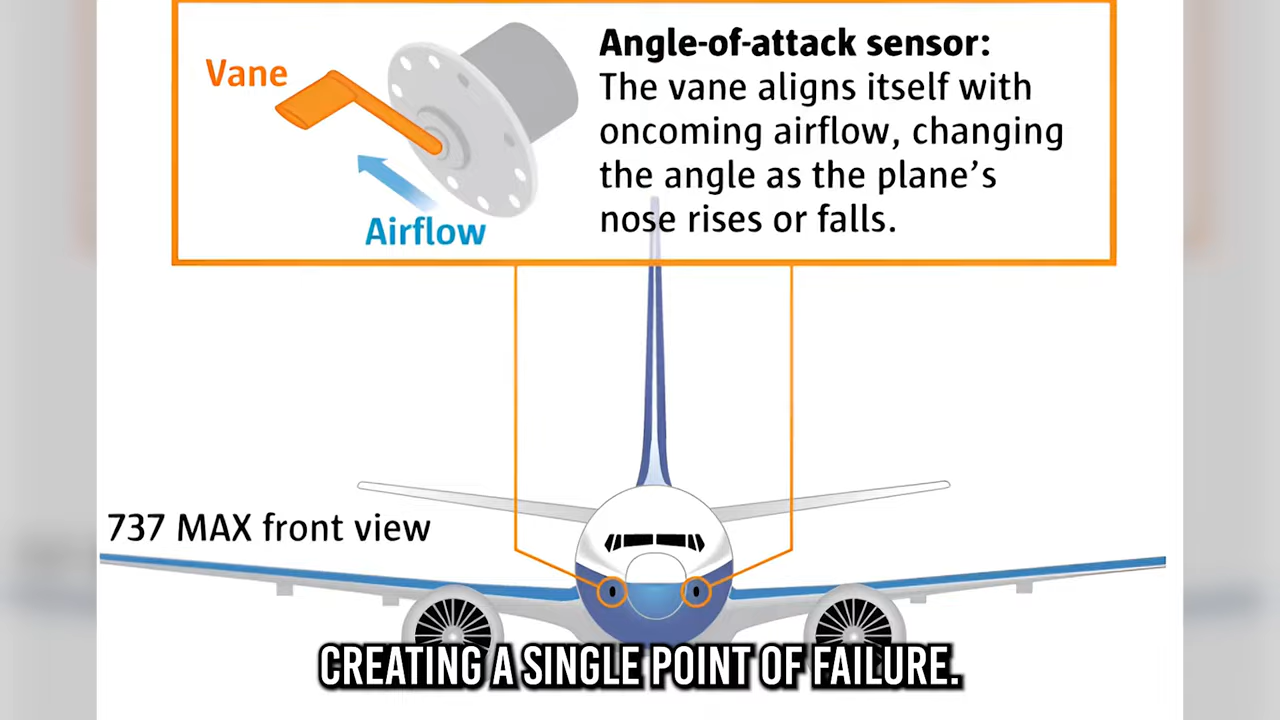 Vane
Airflow
Angle-of-attack sensor:
The vane aligns itself with
oncoming airflow, changing
the angle as the plane’s
nose rises or falls.
737 MAX front view
CREATING A SINGLE POINT OF FAILURE.